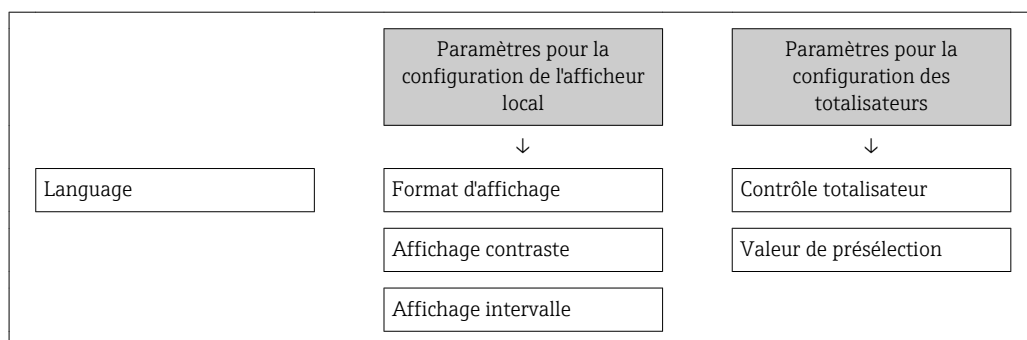 Paramètres pour la
configuration de l'afficheur
local
Paramètres pour la
configuration des
totalisateurs
↓
↓
Language
Format d'affichage
Contrôle totalisateur
Affichage contraste
Valeur de présélection
Affichage intervalle